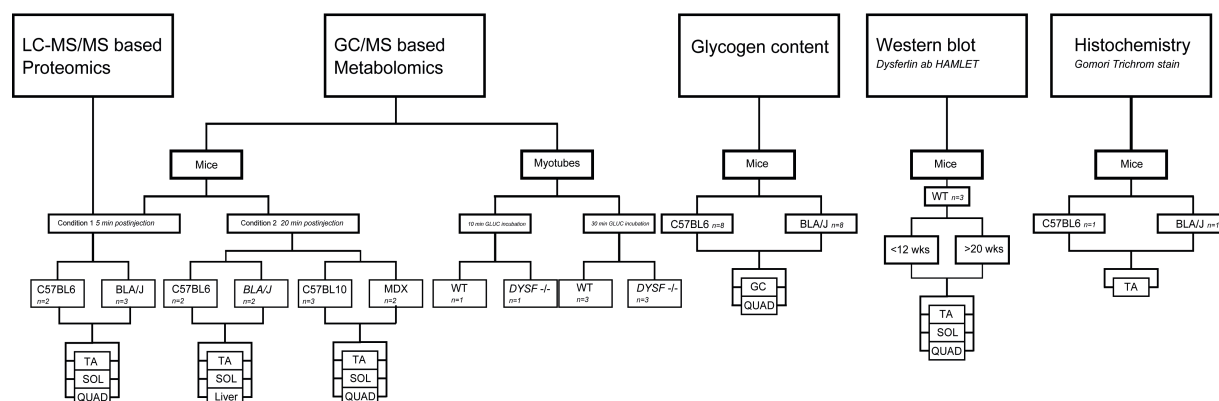 LC-MS/MS based
Proteomics
GC/MS based
Metabolomics
Glycogen content
Western blot
Dysferlin ab HAMLET
Histochemistry
Gomori Trichrom stain
Mice
Myotubes
Mice
Mice
Mice
WT n=3
Condition 1 5 min postinjection
Condition 2 20 min postinjection
10 min GLUC incubation
30 min GLUC incubation
C57BL6 n=8
BLA/J n=8
<12 wks
>20 wks
C57BL6 n=1
BLA/J n=1
C57BL6
n=2
BLA/J
n=3
C57BL6
n=2
BLA/J
n=2
C57BL10
n=3
MDX
n=2
WT
n=1
DYSF -/-
n=1
WT
n=3
DYSF -/-
n=3
GC
QUAD
TA
TA
SOL
QUAD
TA
SOL
QUAD
TA
SOL
Liver
TA
SOL
QUAD